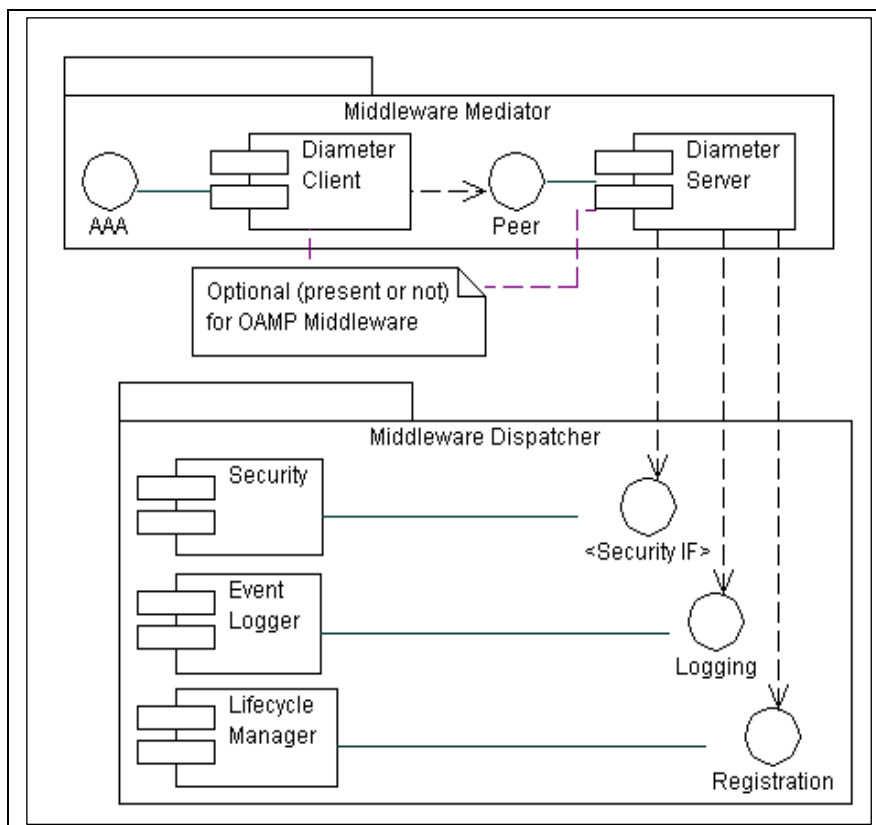 Middleware Mediator
Diameter
Client
Diameter
Server
AAA
Peer
Optional (present or not)
for OAMP Middleware
Middleware Dispatcher
Security
<Security IF>
Event
Logger
Logging
Lifecycle
Manager
Registration